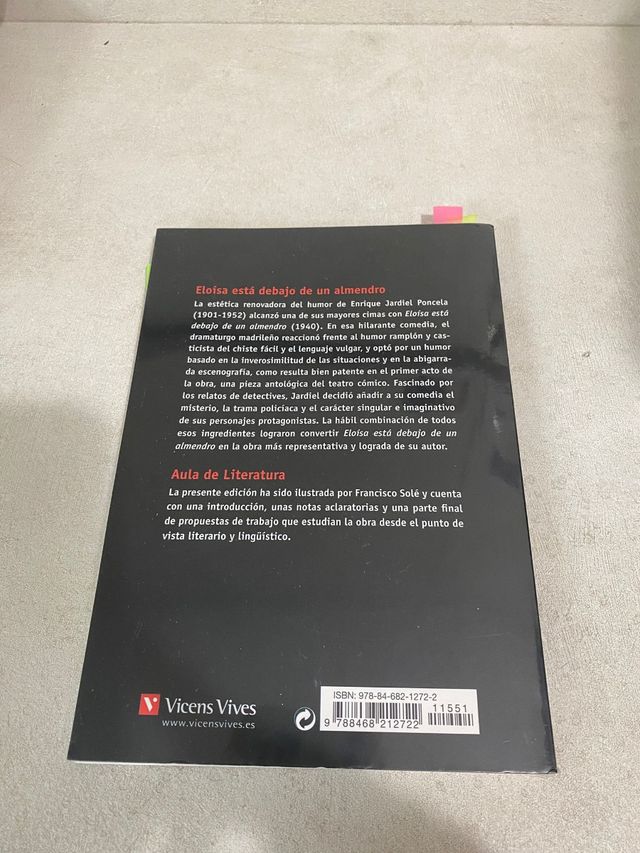 Eloísa está debajo de un almendro
La estética renovadora del humor de Enrique Jardiel Poncela
(1901-1952) alcanzó una de sus mayores cimas con Eloísa está
debajo de un almendro (1940). En esa hilarante comedia, el
dramaturgo madrileño reaccionó frente al humor ramplón y cas-
ticista del chiste fácil y el lenguaje vulgar, y optó por un humor
basado en la inverosimilitud de las situaciones y en la abigarra-
da escenografía, como resulta bien patente en el primer acto de
la obra, una pieza antológica del teatro cómico. Fascinado por
los relatos de detectives, Jardiel decidió añadir a su comedia el
misterio, la trama policíaca y el carácter singular e imaginativo
de sus personajes protagonistas. La hábil combinación de todos
esos ingredientes lograron convertir Eloísa está debajo de un
almendro en la obra más representativa y lograda de su autor.
Aula de Literatura
La presente edición ha sido ilustrada por Francisco Solé y cuenta
con una introducción, unas notas aclaratorias y una parte final
de propuestas de trabajo que estudian la obra desde el punto de
vista literario y lingüístico.
Vicens Vives
www.vicensvives.es
ISBN: 978-84-682-1272-2
11551
9 788468 212722